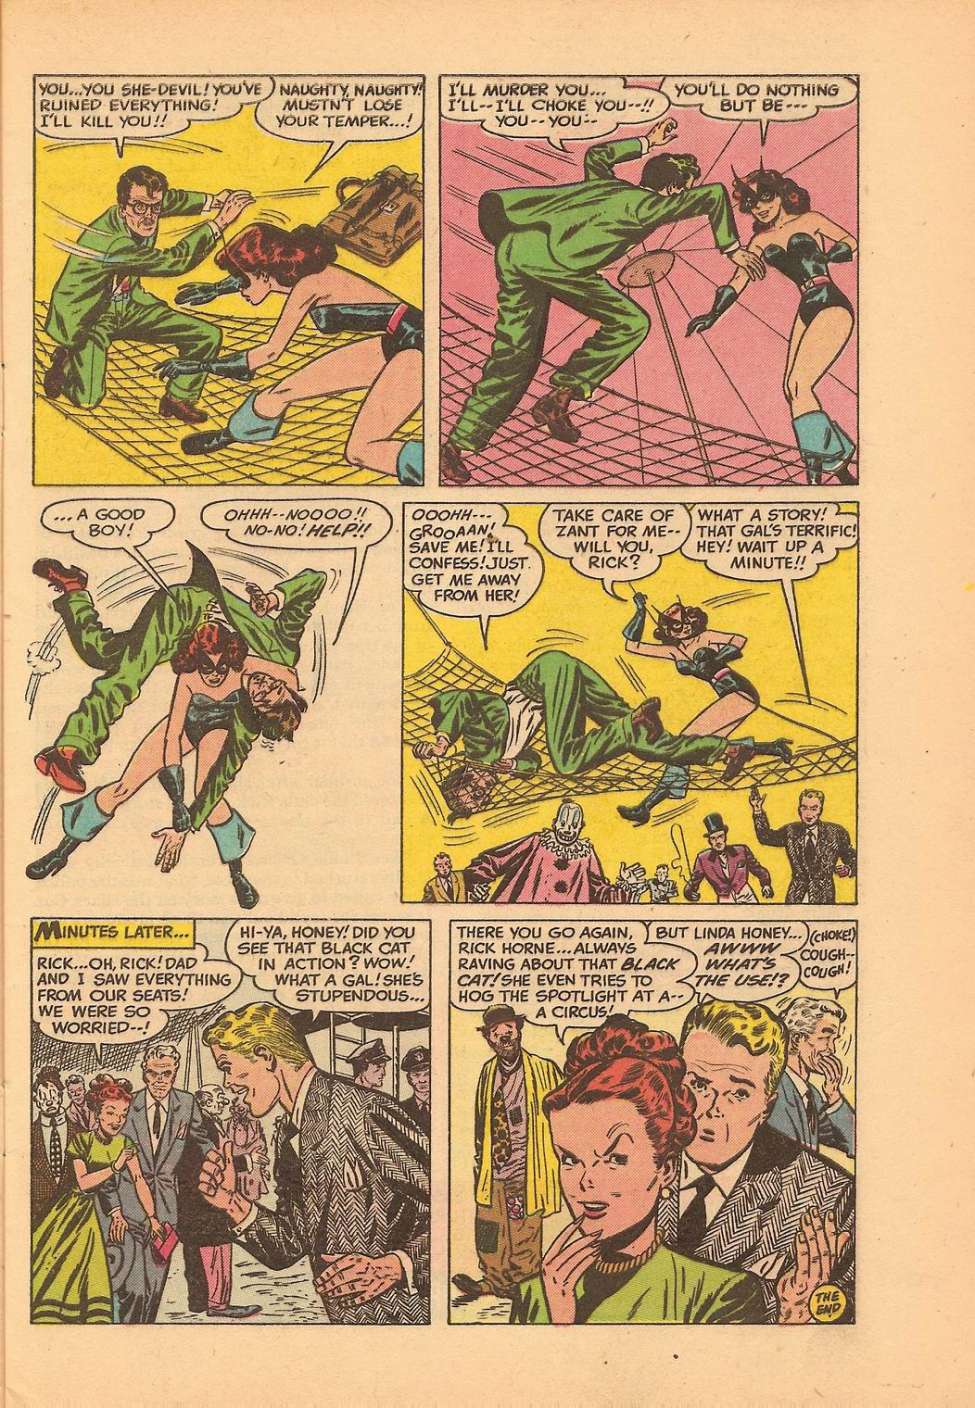 YOU...YOU SHE-DEVIL! YOU'VE
RUINED EVERYTHING!
I'LL KILL YOU!!
NAUGHTY, NAUGHTY!
MUSTN'T LOSE
YOUR TEMPER...!
I'LL MURDER YOU...
I'LL--I'LL CHOKE YOU--!!
YOU--YOU--
YOU'LL DO NOTHING
BUT BE---
...A GOOD
BOY!
OHHH--NOOOO!!
NO-NO! HELP!!
OOOHH---
GROOAAN!
SAVE ME! I'LL
CONFESS! JUST
GET ME AWAY
FROM HER!
TAKE CARE OF
ZANT FOR ME--
WILL YOU,
RICK?
WHAT A STORY!
THAT GAL'S TERRIFIC!
HEY! WAIT UP A
MINUTE!!
MINUTES LATER...
RICK...OH, RICK! DAD
AND I SAW EVERYTHING
FROM OUR SEATS!
WE WERE SO
WORRIED--!
HI-YA, HONEY! DID YOU
SEE THAT BLACK CAT
IN ACTION? WOW!
WHAT A GAL! SHE'S
STUPENDOUS...
THERE YOU GO AGAIN,
RICK HORNE...ALWAYS
RAVING ABOUT THAT BLACK
CAT! SHE EVEN TRIES TO
HOG THE SPOTLIGHT AT A--
A CIRCUS!
BUT LINDA HONEY...
AWWW
WHAT'S
THE USE!?
(CHOKE!)
COUGH--
COUGH!
THE
END